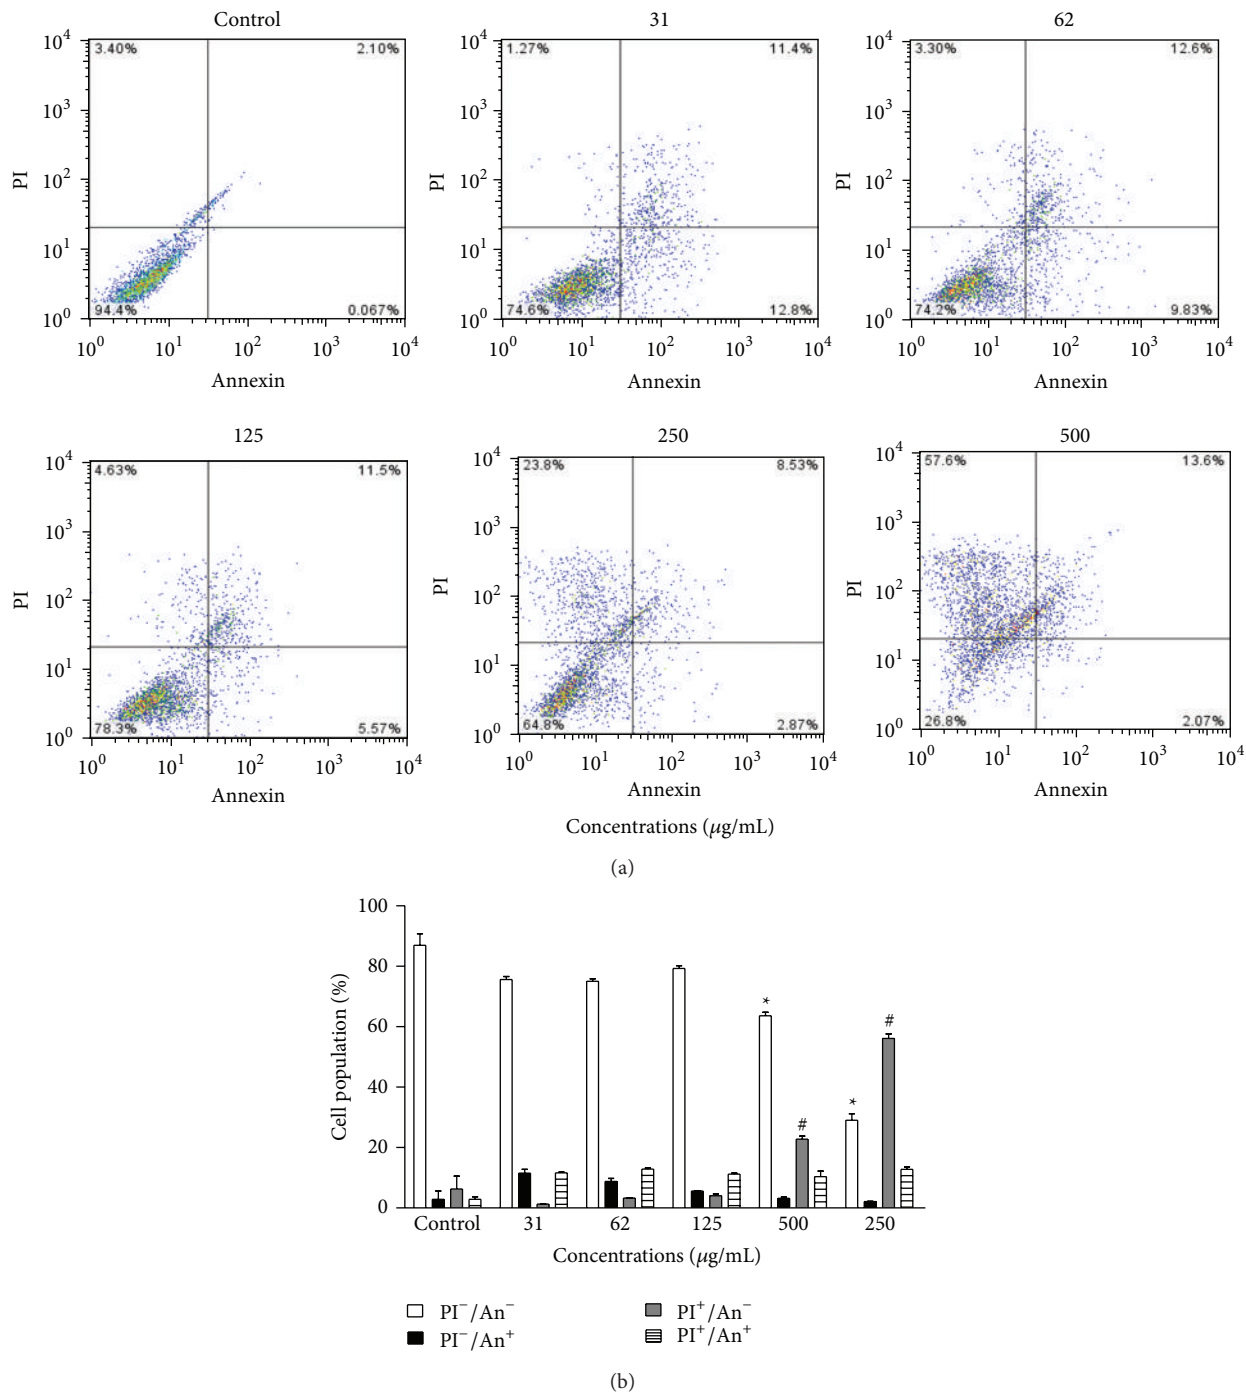 Control
3.40% 2.10%
94.4% 0.067%
10⁴
10³
10²
10¹
10⁰
PI
10⁰ 10¹ 10² 10³ 10⁴
Annexin
31
1.27% 11.4%
74.6% 12.8%
10⁴
10³
10²
10¹
10⁰
PI
10⁰ 10¹ 10² 10³ 10⁴
Annexin
62
3.30% 12.6%
74.2% 9.83%
10⁴
10³
10²
10¹
10⁰
PI
10⁰ 10¹ 10² 10³ 10⁴
Annexin
125
4.63% 11.5%
78.3% 5.57%
10⁴
10³
10²
10¹
10⁰
PI
10⁰ 10¹ 10² 10³ 10⁴
Annexin
250
23.8% 8.53%
64.8% 2.87%
10⁴
10³
10²
10¹
10⁰
PI
10⁰ 10¹ 10² 10³ 10⁴
Annexin
500
57.6% 13.6%
26.8% 2.07%
10⁴
10³
10²
10¹
10⁰
PI
10⁰ 10¹ 10² 10³ 10⁴
Annexin
Concentrations (μg/mL)
(a)
100
80
60
40
20
0
Cell population (%)
* # * #
Control 31 62 125 500 250
Concentrations (μg/mL)
PI⁻/An⁻ PI⁺/An⁻
PI⁻/An⁺ PI⁺/An⁺
(b)